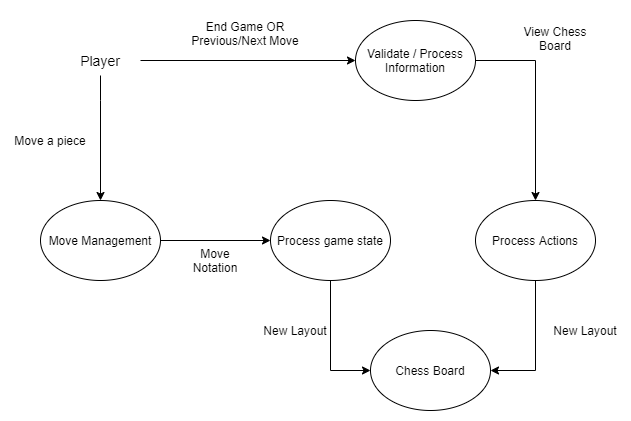 End Game OR
Previous/Next Move
View Chess
Board
Player
Validate / Process
Information
Move a piece
Move Management
Process game state
Process Actions
Move
Notation
New Layout
New Layout
Chess Board